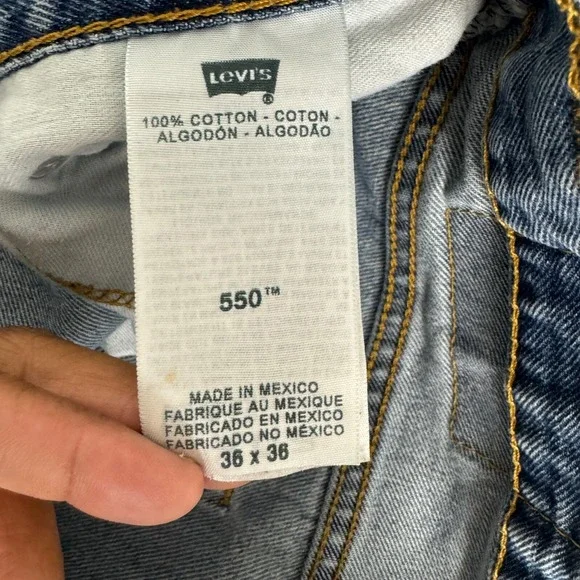 Levi's
®
100% COTTON - COTON -
ALGODÓN - ALGODÃO
550™
MADE IN MEXICO
FABRIQUE AU MEXIQUE
FABRICADO EN MEXICO
FABRICADO NO MÉXICO
36 x 36